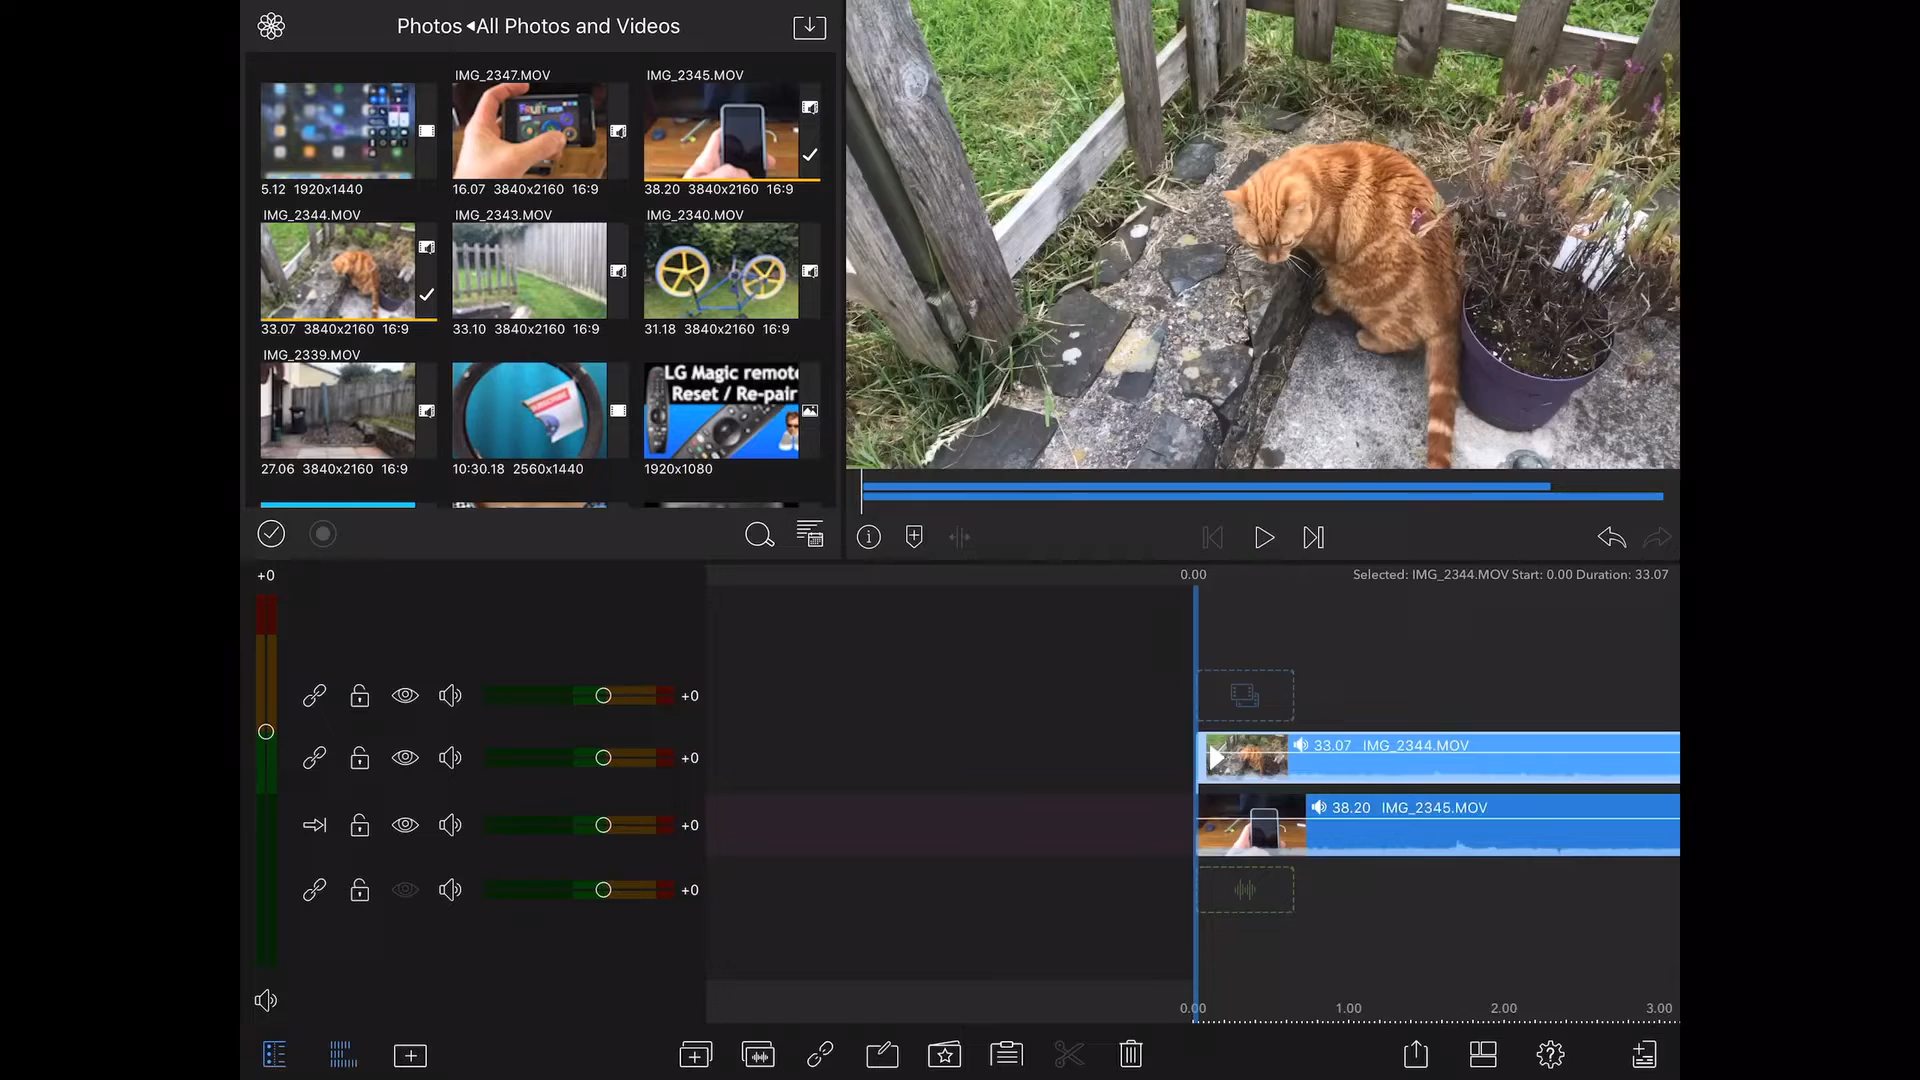 Photos ◂All Photos and Videos
IMG_2347.MOV
IMG_2345.MOV
FRUIT
5.12 1920x1440
16.07 3840x2160 16:9
38.20 3840x2160 16:9
IMG_2344.MOV
IMG_2343.MOV
IMG_2340.MOV
33.07 3840x2160 16:9
33.10 3840x2160 16:9
31.18 3840x2160 16:9
IMG_2339.MOV
SUBSCRIBE
LG Magic remote
Reset / Re-pair
27.06 3840x2160 16:9
10:30.18 2560x1440
1920x1080
+0
0.00
Selected: IMG_2344.MOV Start: 0.00 Duration: 33.07
+0
+0
33.07 IMG_2344.MOV
+0
38.20 IMG_2345.MOV
+0
0.00
1.00
2.00
3.00